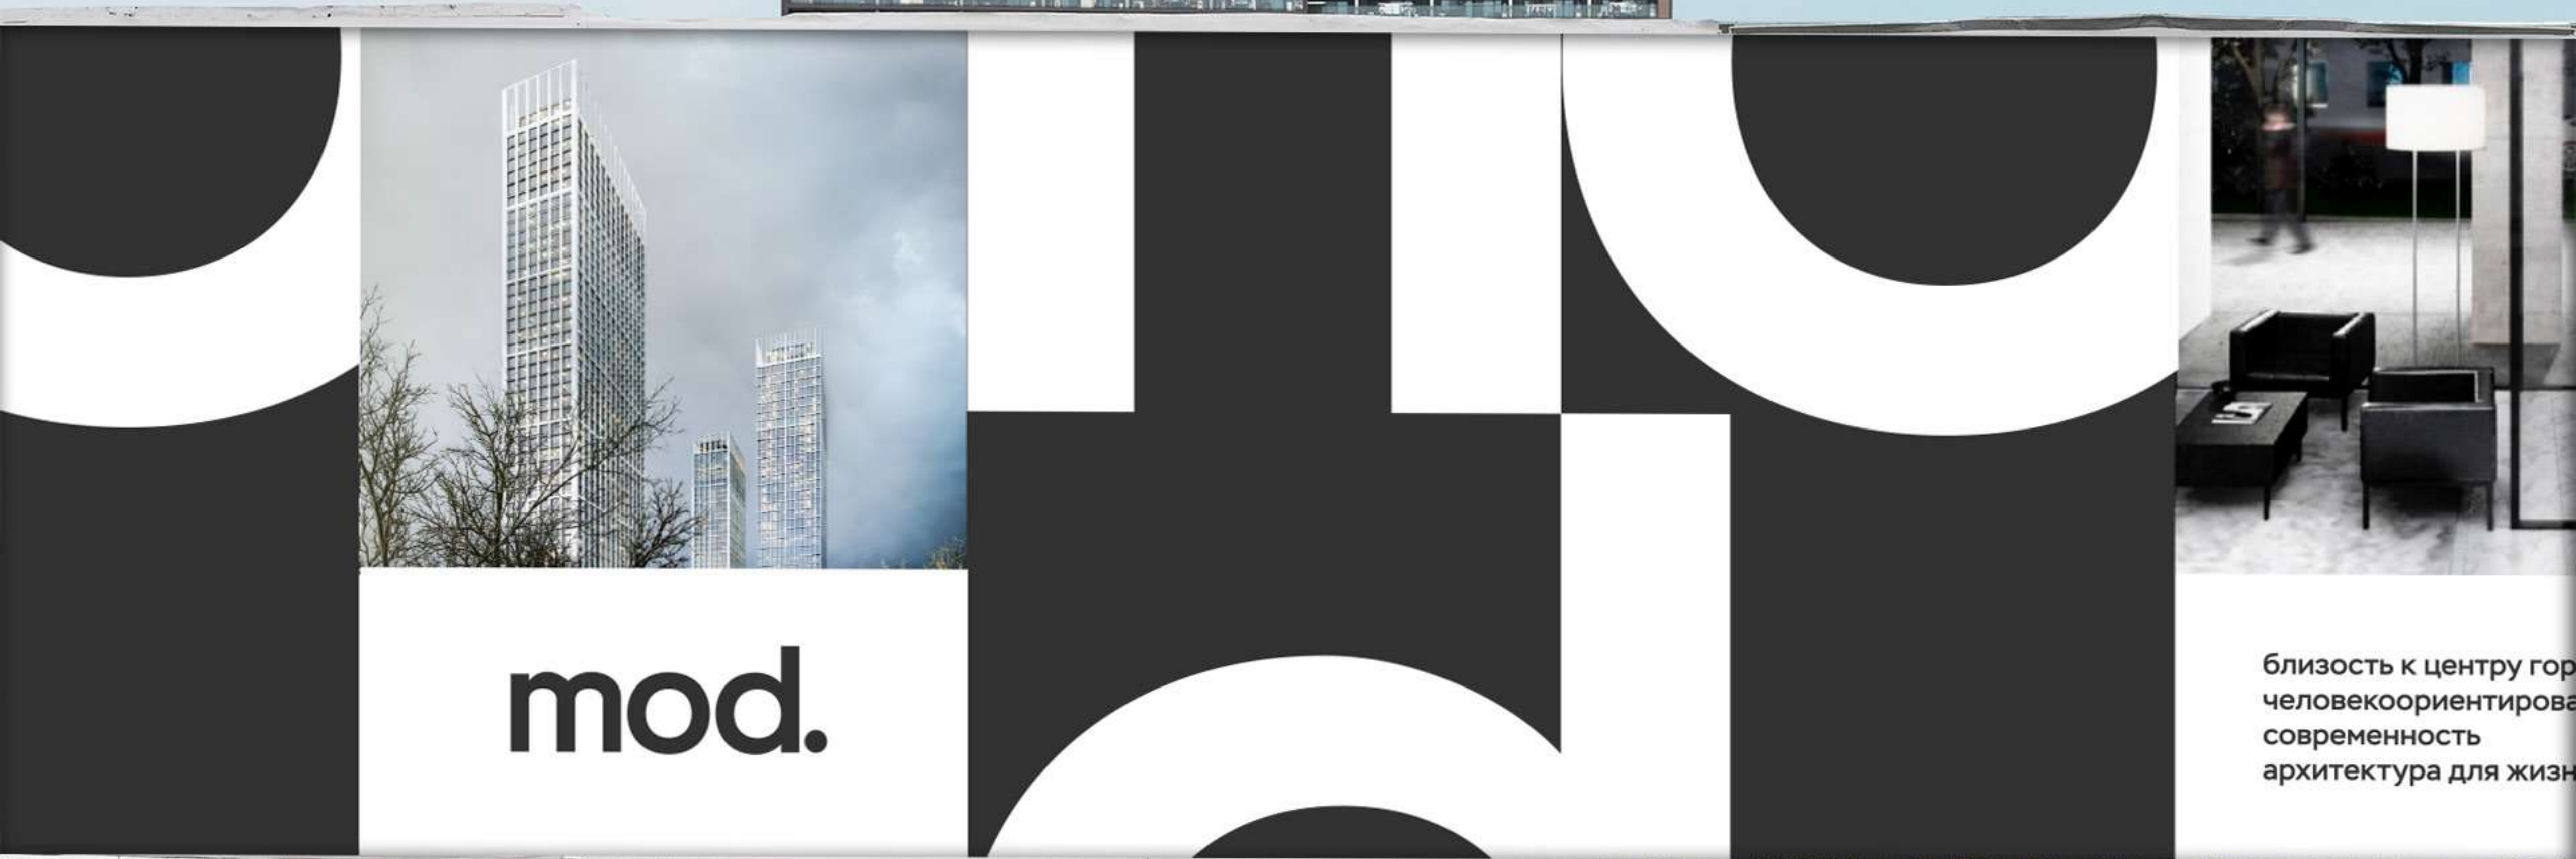 mod.
близость к центру гор
человекоориентирова
современность
архитектура для жизн